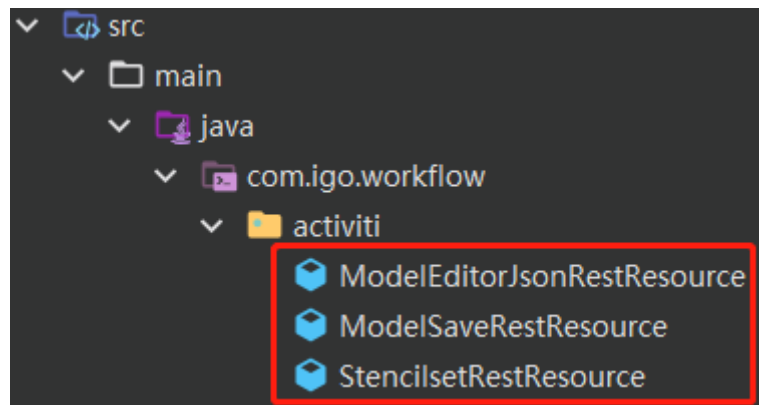 src
main
java
com.igo.workflow
activiti
ModelEditorJsonRestResource
ModelSaveRestResource
StencilsetRestResource